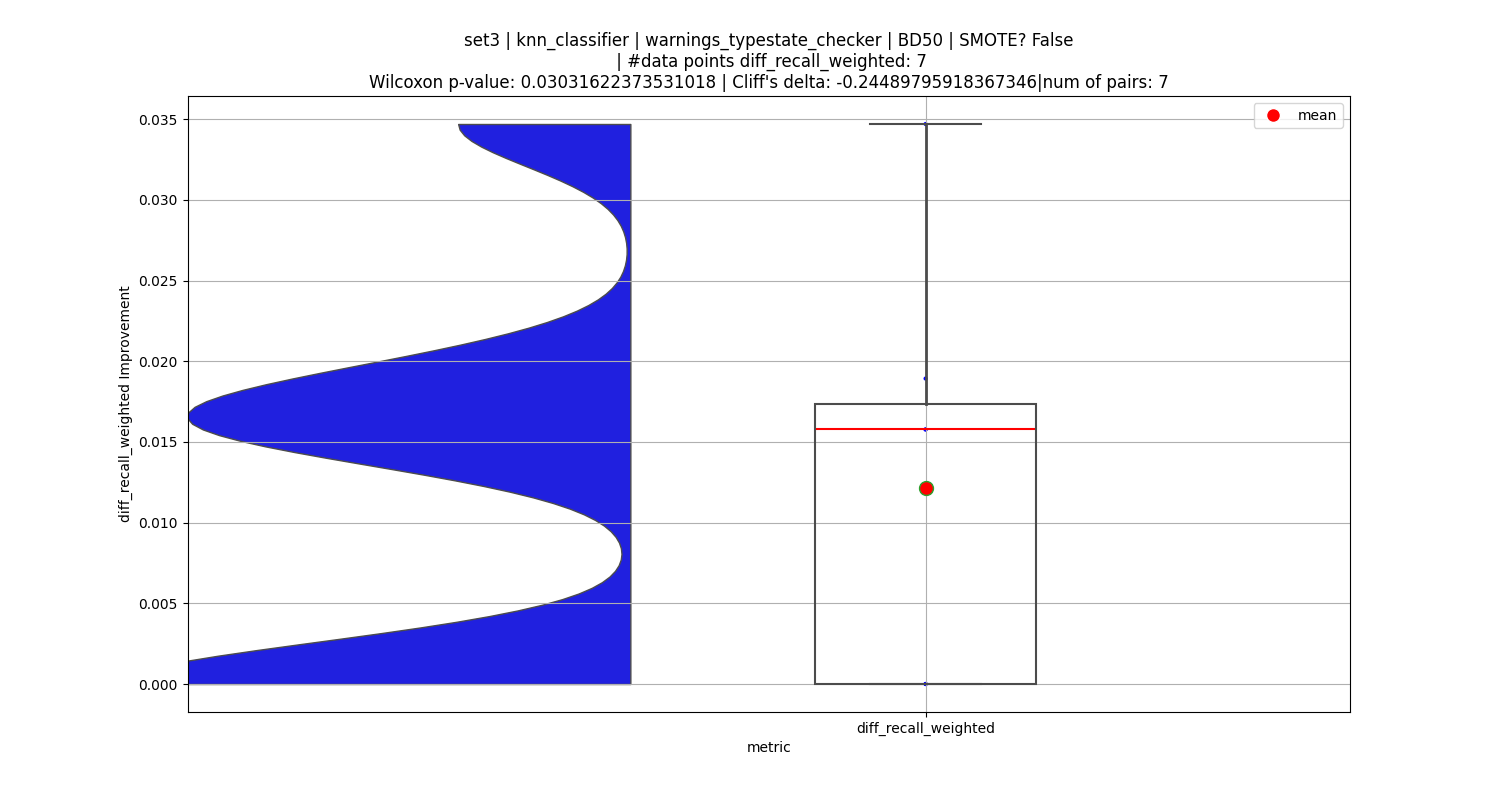 set3 | knn_classifier | warnings_typestate_checker | BD50 | SMOTE? False
| #data points diff_recall_weighted: 7
Wilcoxon p-value: 0.03031622373531018 | Cliff's delta: -0.24489795918367346|num of pairs: 7
mean
0.035
0.030
0.025
0.020
0.015
0.010
0.005
0.000
diff_recall_weighted Improvement
diff_recall_weighted
metric